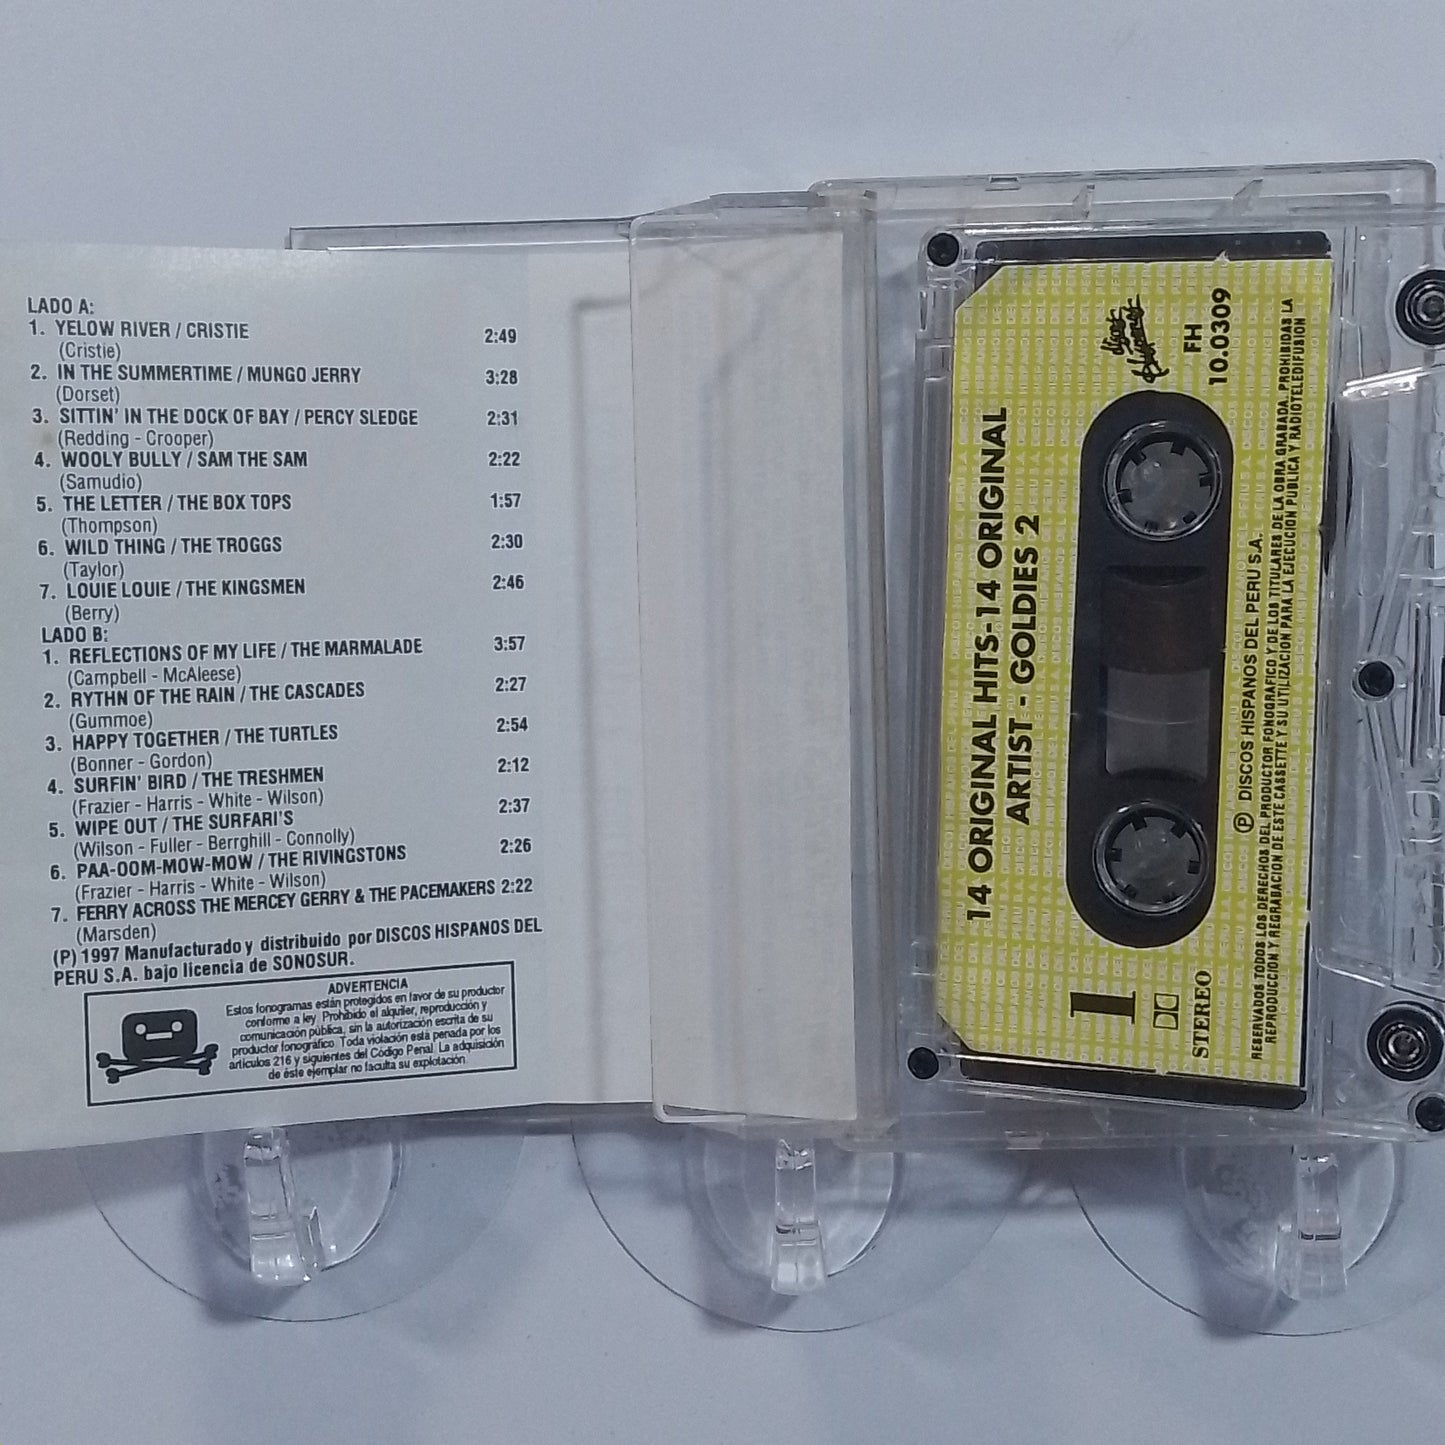 LADO A:
1. YELOW RIVER / CRISTIE 2:49
(Cristie)
2. IN THE SUMMERTIME / MUNGO JERRY 3:28
(Dorset)
3. SITTIN' IN THE DOCK OF BAY / PERCY SLEDGE 2:31
(Redding - Crooper)
4. WOOLY BULLY / SAM THE SAM 2:22
(Samudio)
5. THE LETTER / THE BOX TOPS 1:57
(Thompson)
6. WILD THING / THE TROGGS 2:30
(Taylor)
7. LOUIE LOUIE / THE KINGSMEN 2:46
(Berry)
LADO B:
1. REFLECTIONS OF MY LIFE / THE MARMALADE 3:57
(Campbell - McAleese)
2. RYTHN OF THE RAIN / THE CASCADES 2:27
(Gummoe)
3. HAPPY TOGETHER / THE TURTLES 2:54
(Bonner - Gordon)
4. SURFIN' BIRD / THE TRESHMEN 2:12
(Frazier - Harris - White - Wilson)
5. WIPE OUT / THE SURFARI'S 2:37
(Wilson - Fuller - Berrghill - Connolly)
6. PAA-OOM-MOW-MOW / THE RIVINGSTONS 2:26
(Frazier - Harris - White - Wilson)
7. FERRY ACROSS THE MERCEY GERRY & THE PACEMAKERS 2:22
(Marsden)
(P) 1997 Manufacturado y distribuido por DISCOS HISPANOS DEL
PERU S.A. bajo licencia de SONOSUR.
ADVERTENCIA
Estos fonogramas están protegidos en favor de su productor
conforme a ley. Prohibido el alquiler, reproducción y
comunicación pública, sin la autorización escrita de su
productor fonográfico. Toda violación está penada por los
artículos 216 y siguientes del Código Penal. La adquisición
de éste ejemplar no faculta su explotación.
14 ORIGINAL HITS-14 ORIGINAL
ARTIST - GOLDIES 2
discos Hispanos
FH
10.0309
1
STEREO
Ⓟ DISCOS HISPANOS DEL PERU S.A.
RESERVADOS TODOS LOS DERECHOS DEL PRODUCTOR FONOGRAFICO Y DE LOS TITULARES DE LA OBRA GRABADA. PROHIBIDAS LA
REPRODUCCION Y REGRABACION DE ESTE CASSETTE Y SU UTILIZACION PARA LA EJECUCION PUBLICA Y RADIOTELEDIFUSION